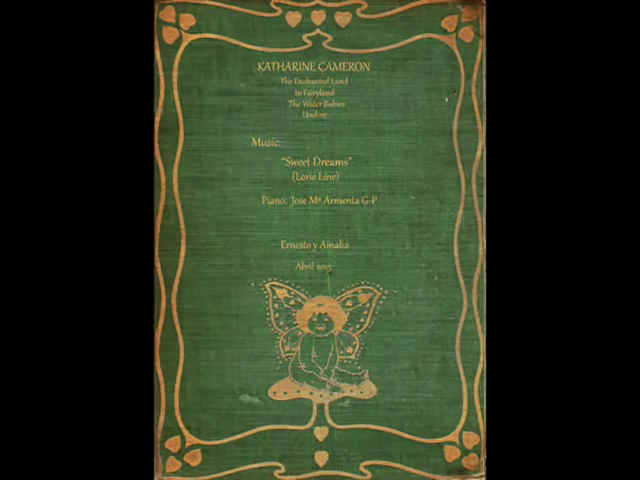 KATHARINE CAMERON
The Enchanted Land
In Fairyland
The Water Babies
Undine
Music:
"Sweet Dreams"
(Lorie Line)
Piano: Jose Mª Armenta G-P
Ernesto y Amalia
Abril 2013